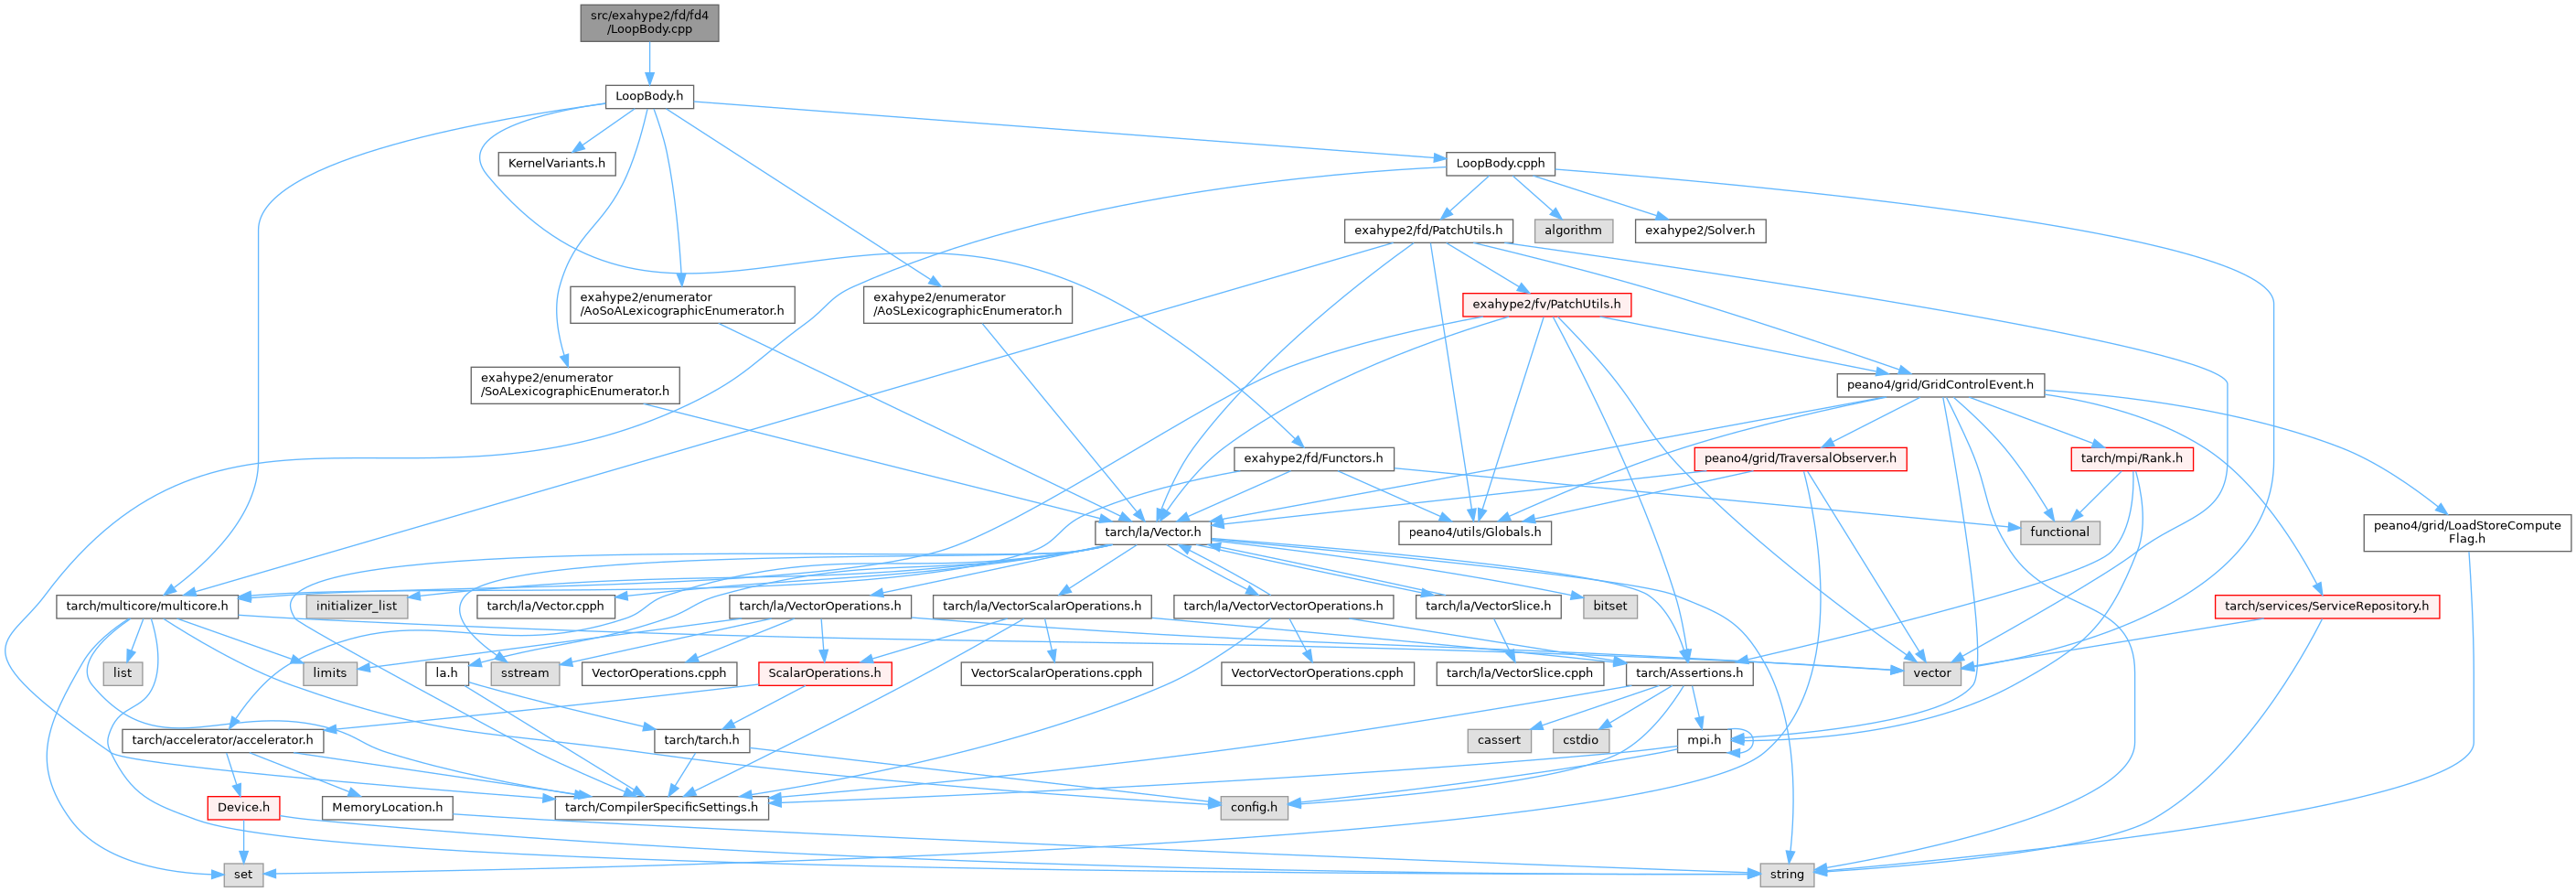 src/exahype2/fd/fd4
/LoopBody.cpp
LoopBody.h
KernelVariants.h
LoopBody.cpph
exahype2/fd/PatchUtils.h
algorithm
exahype2/Solver.h
exahype2/enumerator
/AoSoALexicographicEnumerator.h
exahype2/enumerator
/AoSLexicographicEnumerator.h
exahype2/fv/PatchUtils.h
exahype2/enumerator
/SoALexicographicEnumerator.h
peano4/grid/GridControlEvent.h
exahype2/fd/Functors.h
peano4/grid/TraversalObserver.h
tarch/mpi/Rank.h
tarch/la/Vector.h
peano4/utils/Globals.h
functional
peano4/grid/LoadStoreCompute
Flag.h
tarch/multicore/multicore.h
initializer_list
tarch/la/Vector.cpph
tarch/la/VectorOperations.h
tarch/la/VectorScalarOperations.h
tarch/la/VectorVectorOperations.h
tarch/la/VectorSlice.h
bitset
tarch/services/ServiceRepository.h
list
limits
la.h
sstream
VectorOperations.cpph
ScalarOperations.h
VectorScalarOperations.cpph
VectorVectorOperations.cpph
tarch/la/VectorSlice.cpph
tarch/Assertions.h
vector
tarch/accelerator/accelerator.h
tarch/tarch.h
cassert
cstdio
mpi.h
Device.h
MemoryLocation.h
tarch/CompilerSpecificSettings.h
config.h
set
string